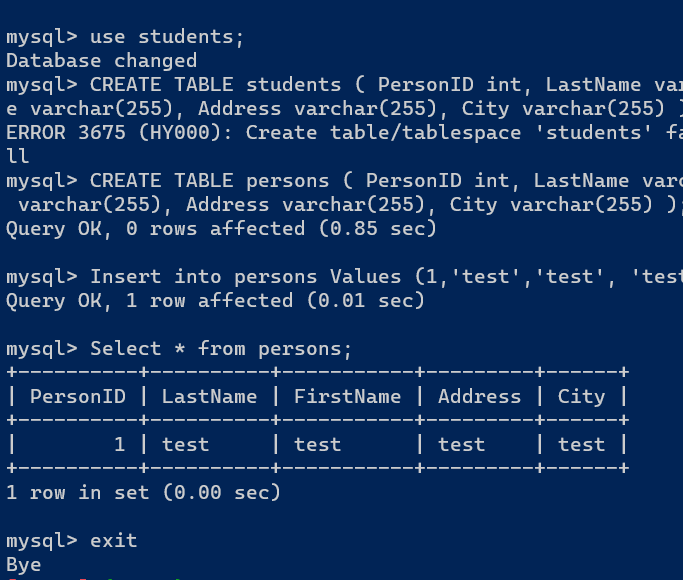 mysql> use students;
Database changed
mysql> CREATE TABLE students ( PersonID int, LastName var
e varchar(255), Address varchar(255), City varchar(255) )
ERROR 3675 (HY000): Create table/tablespace 'students' fa
ll
mysql> CREATE TABLE persons ( PersonID int, LastName varc
 varchar(255), Address varchar(255), City varchar(255) );
Query OK, 0 rows affected (0.85 sec)
mysql> Insert into persons Values (1,'test','test', 'test
Query OK, 1 row affected (0.01 sec)
mysql> Select * from persons;
+----------+----------+-----------+---------+------+
| PersonID | LastName | FirstName | Address | City |
+----------+----------+-----------+---------+------+
|        1 | test     | test      | test    | test |
+----------+----------+-----------+---------+------+
1 row in set (0.00 sec)
mysql> exit
Bye